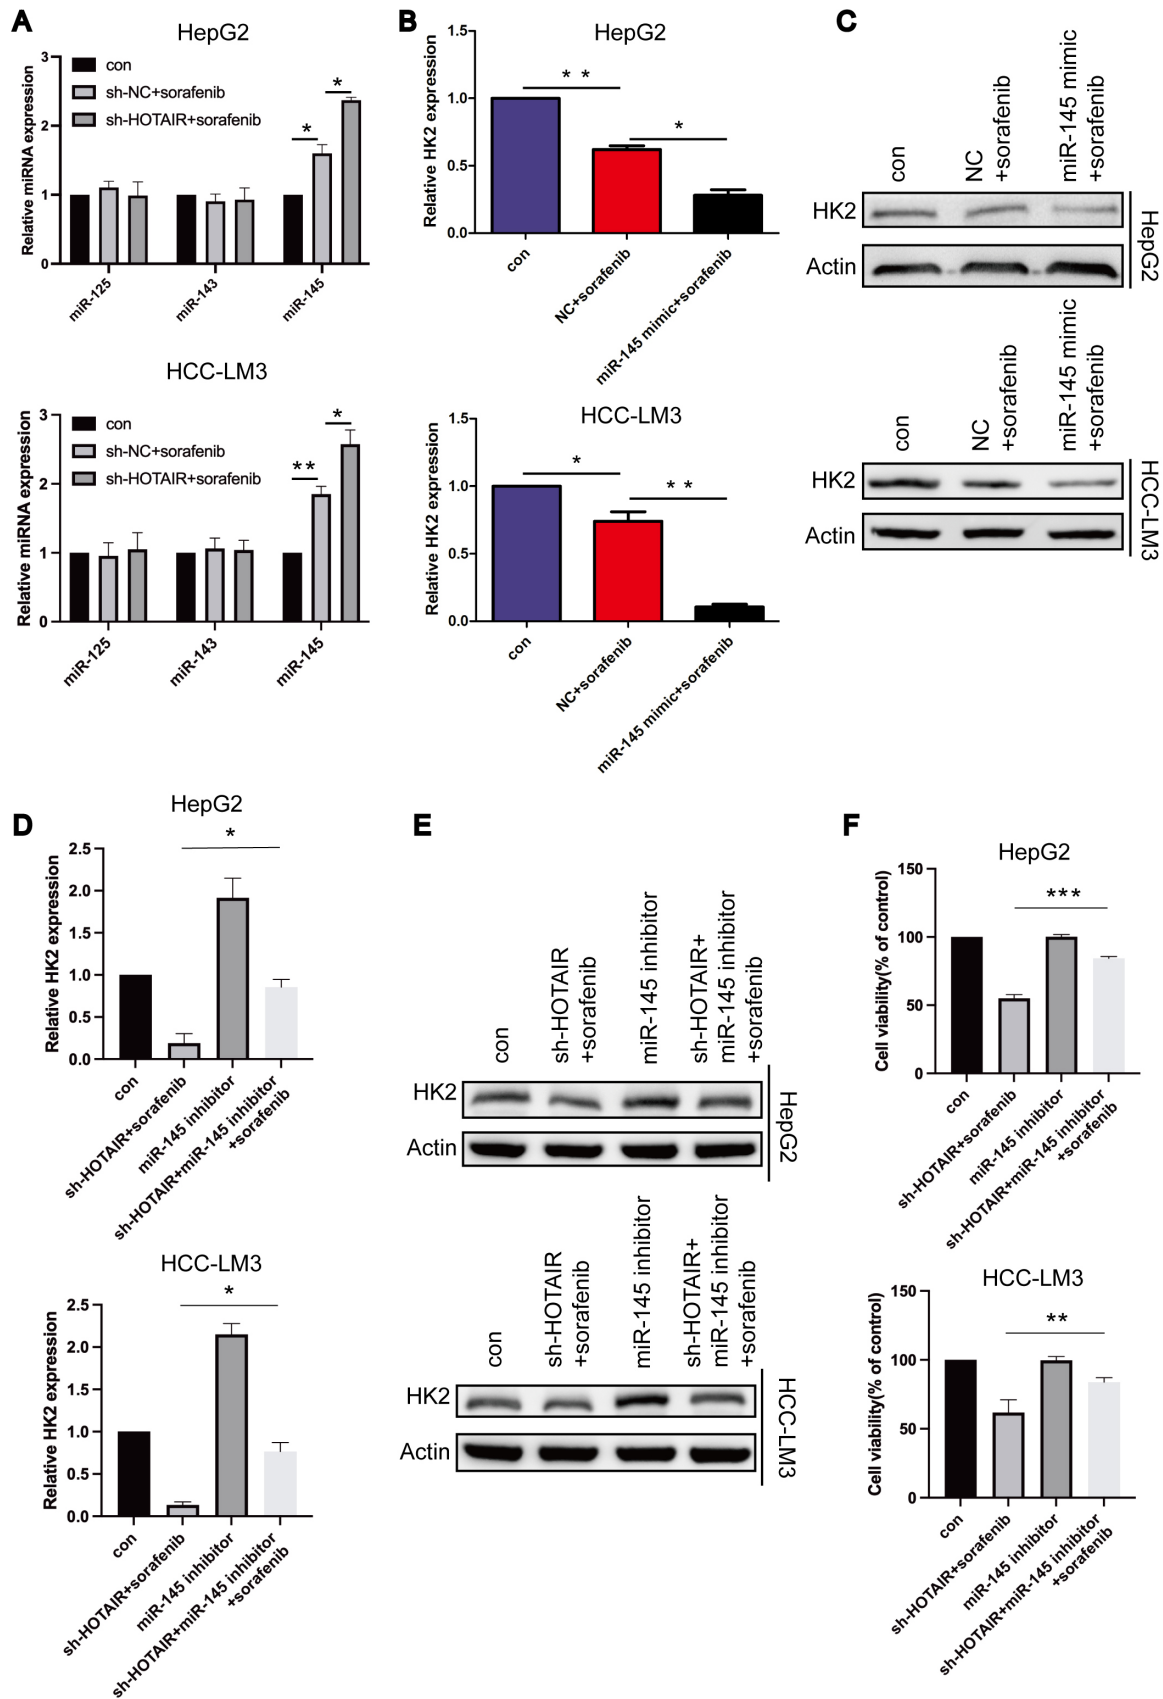 A
HepG2
Relative miRNA expression
3
2
1
0
con
sh-NC+sorafenib
sh-HOTAIR+sorafenib
*
*
miR-125
miR-143
miR-145
HCC-LM3
Relative miRNA expression
3
2
1
0
con
sh-NC+sorafenib
sh-HOTAIR+sorafenib
**
*
miR-125
miR-143
miR-145
B
HepG2
Relative HK2 expression
1.5
1.0
0.5
0.0
* *
*
con
NC+sorafenib
miR-145 mimic+sorafenib
HCC-LM3
Relative HK2 expression
1.5
1.0
0.5
0.0
*
* *
con
NC+sorafenib
miR-145 mimic+sorafenib
C
con
NC
+sorafenib
miR-145 mimic
+sorafenib
HK2
Actin
HepG2
con
NC
+sorafenib
miR-145 mimic
+sorafenib
HK2
Actin
HCC-LM3
D
HepG2
Relative HK2 expression
2.5
2.0
1.5
1.0
0.5
0.0
*
con
sh-HOTAIR+sorafenib
miR-145 inhibitor
sh-HOTAIR+miR-145 inhibitor
+sorafenib
HCC-LM3
Relative HK2 expression
2.5
2.0
1.5
1.0
0.5
0.0
*
con
sh-HOTAIR+sorafenib
miR-145 inhibitor
sh-HOTAIR+miR-145 inhibitor
+sorafenib
E
con
sh-HOTAIR
+sorafenib
miR-145 inhibitor
sh-HOTAIR+
miR-145 inhibitor
+sorafenib
HK2
Actin
HepG2
con
sh-HOTAIR
+sorafenib
miR-145 inhibitor
sh-HOTAIR+
miR-145 inhibitor
+sorafenib
HK2
Actin
HCC-LM3
F
HepG2
Cell viability(% of control)
150
100
50
0
***
con
sh-HOTAIR+sorafenib
miR-145 inhibitor
sh-HOTAIR+miR-145 inhibitor
+sorafenib
HCC-LM3
Cell viability(% of control)
150
100
50
0
**
con
sh-HOTAIR+sorafenib
miR-145 inhibitor
sh-HOTAIR+miR-145 inhibitor
+sorafenib